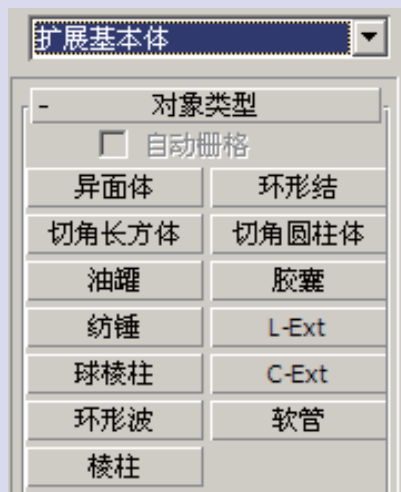 扩展基本体
- 对象类型
自动栅格
异面体 环形结
切角长方体 切角圆柱体
油罐 胶囊
纺锤 L-Ext
球棱柱 C-Ext
环形波 软管
棱柱